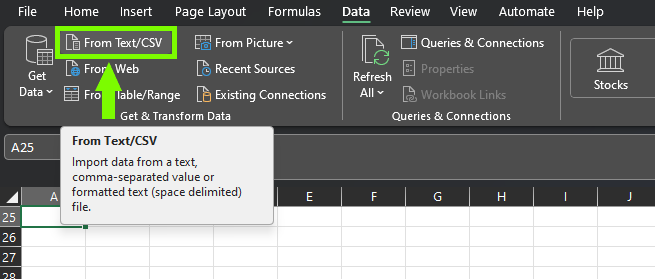 File Home Insert Page Layout Formulas Data Review View Automate Help
From Text/CSV From Picture Queries & Connections
Get Data From Web Recent Sources Refresh All Properties Stocks
From Table/Range Existing Connections Workbook Links
Get & Transform Data Queries & Connections
A25
From Text/CSV
Import data from a text,
comma-separated value or
formatted text (space delimited)
file.
A E F G H I J
25
26
27
28